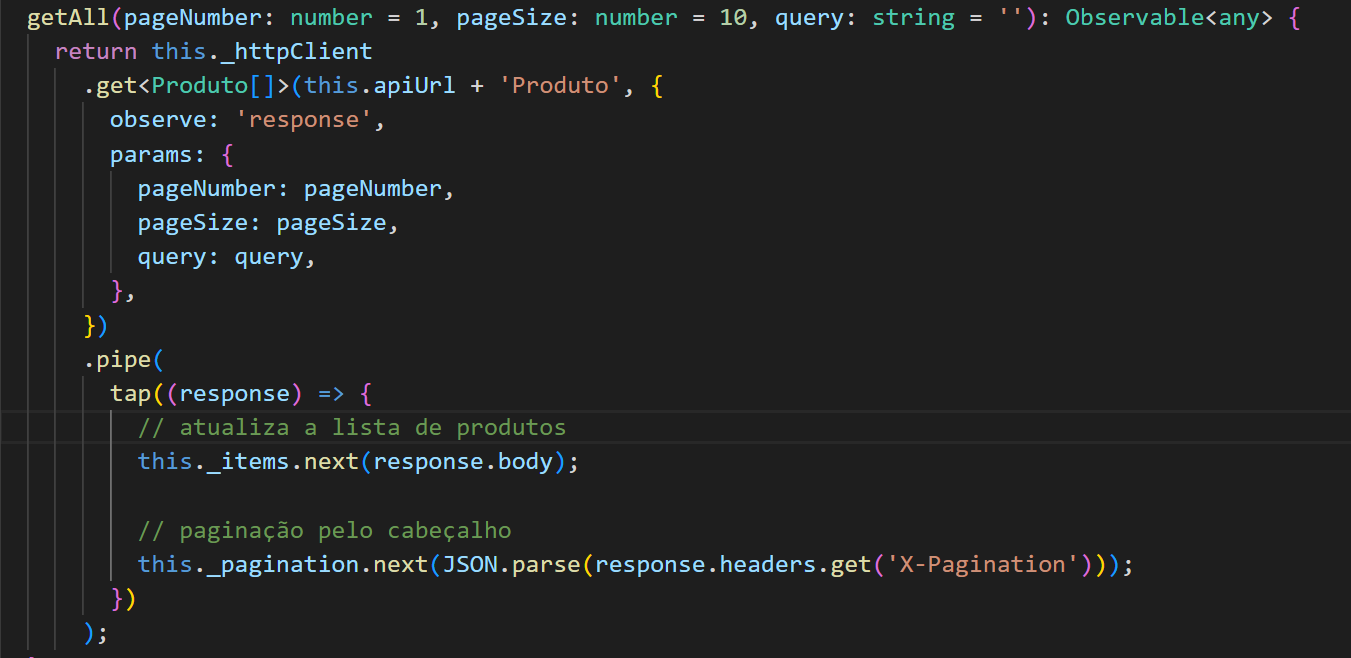 getAll(pageNumber: number = 1, pageSize: number = 10, query: string = ''): Observable<any> {
return this._httpClient
.get<Produto[]>(this.apiUrl + 'Produto', {
observe: 'response',
params: {
pageNumber: pageNumber,
pageSize: pageSize,
query: query,
},
})
.pipe(
tap((response) => {
// atualiza a lista de produtos
this._items.next(response.body);
// paginação pelo cabeçalho
this._pagination.next(JSON.parse(response.headers.get('X-Pagination')));
})
);